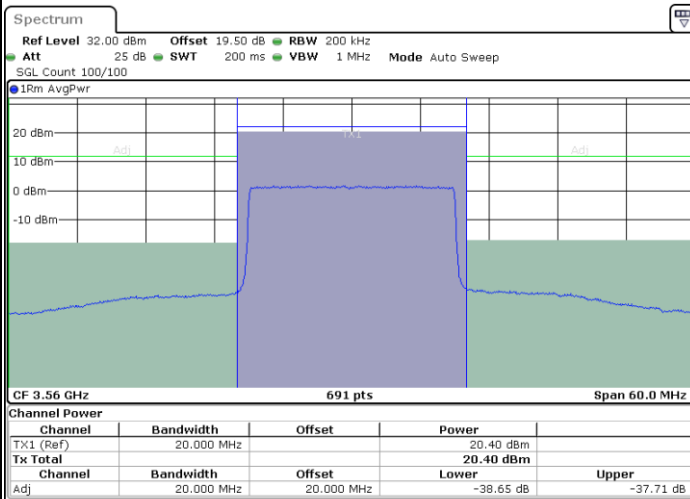 Spectrum
Ref Level 32.00 dBm Offset 19.50 dB RBW 200 kHz
Att 25 dB SWT 200 ms VBW 1 MHz Mode Auto Sweep
SGL Count 100/100
1Rm AvgPwr
20 dBm
TX1
Adj Adj
10 dBm
0 dBm
-10 dBm
CF 3.56 GHz 691 pts Span 60.0 MHz
Channel Power
Channel Bandwidth Offset Power
TX1 (Ref) 20.000 MHz 20.40 dBm
Tx Total 20.40 dBm
Channel Bandwidth Offset Lower Upper
Adj 20.000 MHz 20.000 MHz -38.65 dB -37.71 dB